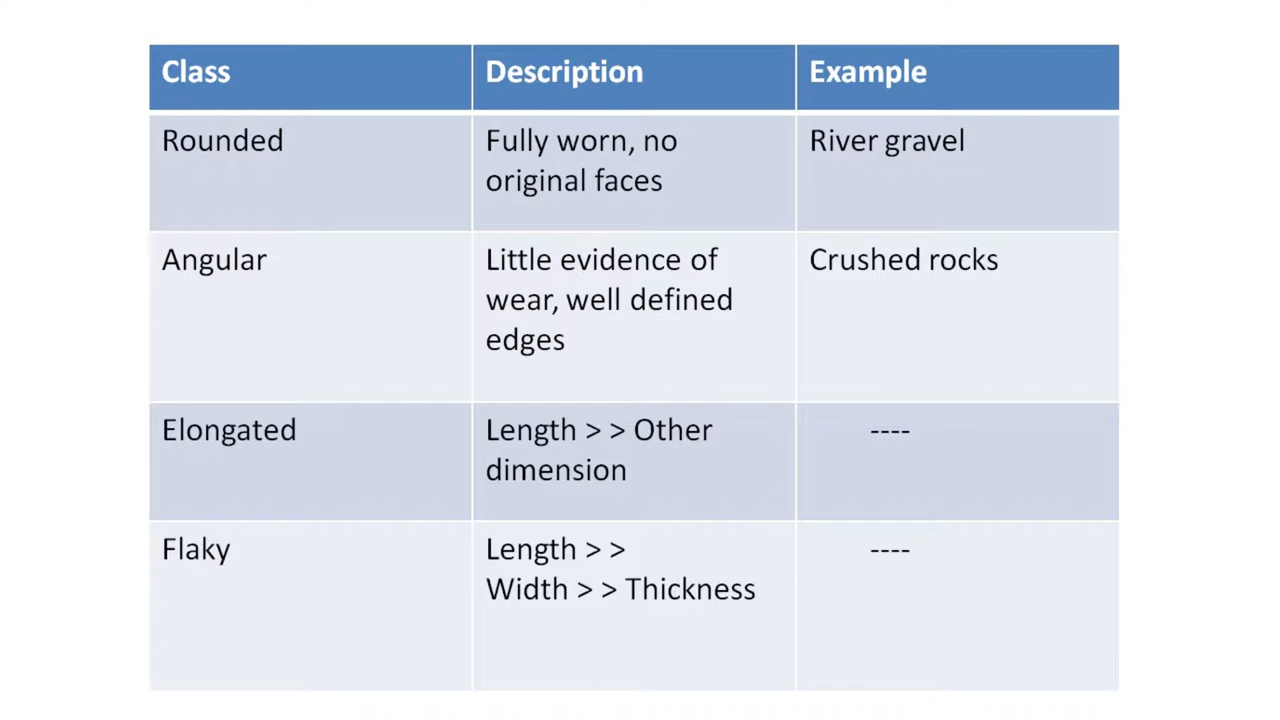 Class
Description
Example
Rounded
Fully worn, no
original faces
River gravel
Angular
Little evidence of
wear, well defined
edges
Crushed rocks
Elongated
Length > > Other
dimension
----
Flaky
Length > >
Width > > Thickness
----